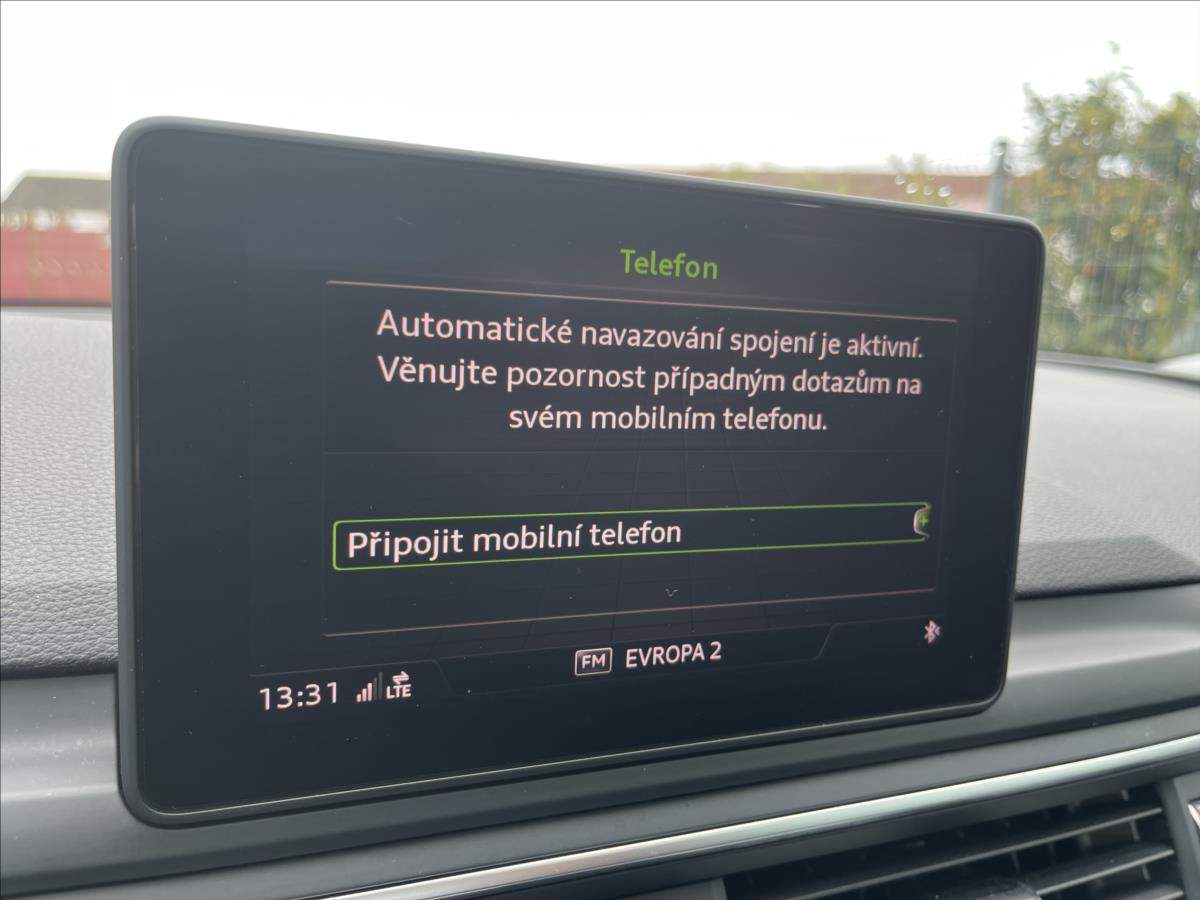 Telefon
Automatické navazování spojení je aktivní.
Věnujte pozornost případným dotazům na
svém mobilním telefonu.
Připojit mobilní telefon
FM EVROPA 2
13:31 LTE